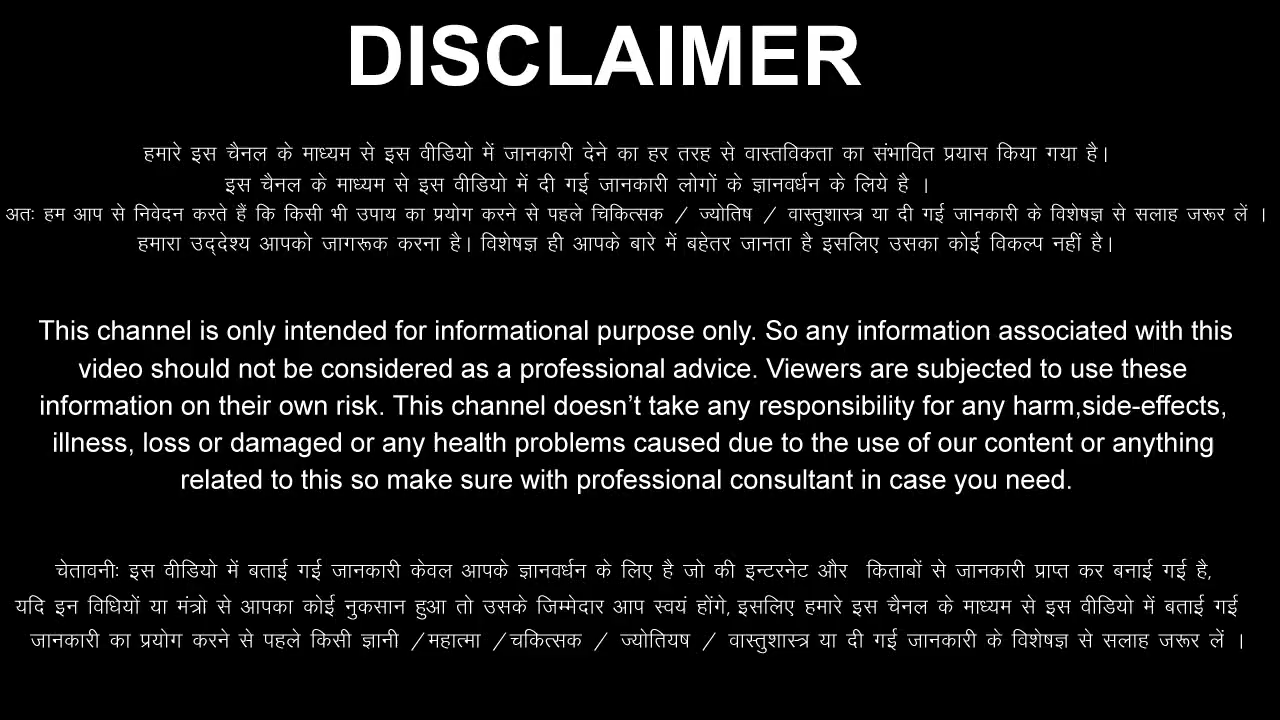 DISCLAIMER
हमारे इस चैनल के माध्यम से इस वीडियो में जानकारी देने का हर तरह से वास्तविकता का संभावित प्रयास किया गया है।
इस चैनल के माध्यम से इस वीडियो में दी गई जानकारी लोगों के ज्ञानवर्धन के लिये है ।
अतः हम आप से निवेदन करते हैं कि किसी भी उपाय का प्रयोग करने से पहले चिकित्सक / ज्योतिष / वास्तुशास्त्र या दी गई जानकारी के विशेषज्ञ से सलाह जरूर लें ।
हमारा उद्देश्य आपको जागरूक करना है। विशेषज्ञ ही आपके बारे में बहेतर जानता है इसलिए उसका कोई विकल्प नहीं है।
This channel is only intended for informational purpose only. So any information associated with this
video should not be considered as a professional advice. Viewers are subjected to use these
information on their own risk. This channel doesn’t take any responsibility for any harm,side-effects,
illness, loss or damaged or any health problems caused due to the use of our content or anything
related to this so make sure with professional consultant in case you need.
चेतावनीः इस वीडियो में बताई गई जानकारी केवल आपके ज्ञानवर्धन के लिए है जो की इन्टरनेट और किताबों से जानकारी प्राप्त कर बनाई गई है,
यदि इन विधियों या मंत्रो से आपका कोई नुकसान हुआ तो उसके जिम्मेदार आप स्वयं होंगे, इसलिए हमारे इस चैनल के माध्यम से इस वीडियो में बताई गई
जानकारी का प्रयोग करने से पहले किसी ज्ञानी /महात्मा /चकित्सक / ज्योतियष / वास्तुशास्त्र या दी गई जानकारी के विशेषज्ञ से सलाह जरूर लें ।